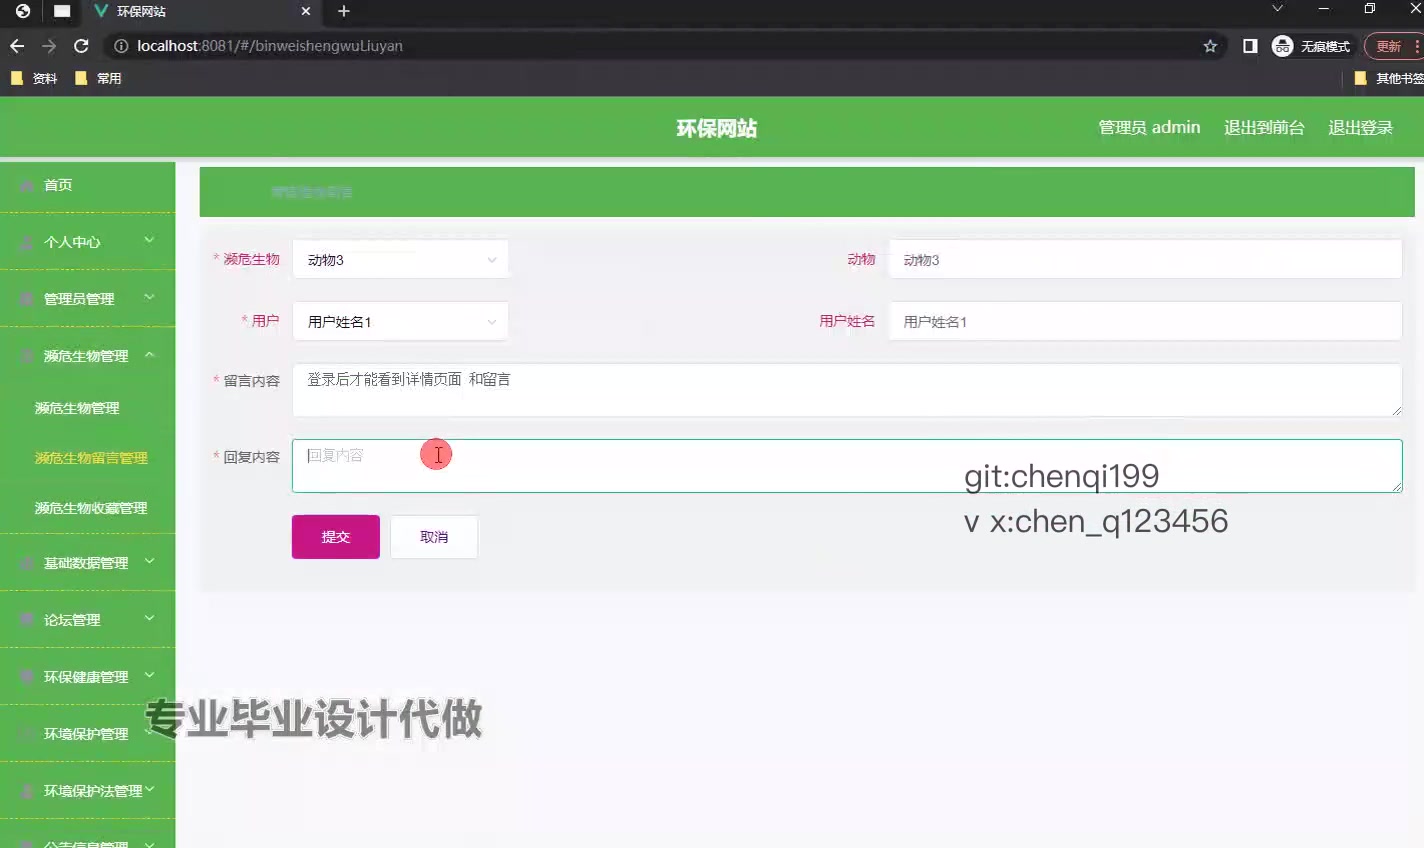 环保网站
localhost:8081/#/binweishengwuLiuyan
无痕模式
更新
资料
常用
其他书签
环保网站
管理员 admin
退出到前台
退出登录
首页
个人中心
管理员管理
濒危生物管理
濒危生物管理
濒危生物留言管理
濒危生物收藏管理
基础数据管理
论坛管理
环保健康管理
环境保护管理
环境保护法管理
公告信息管理
* 濒危生物
动物3
动物
动物3
* 用户
用户姓名1
用户姓名
用户姓名1
* 留言内容
登录后才能看到详情页面 和留言
* 回复内容
回复内容
提交
取消
git:chenqi199
v x:chen_q123456
专业毕业设计代做